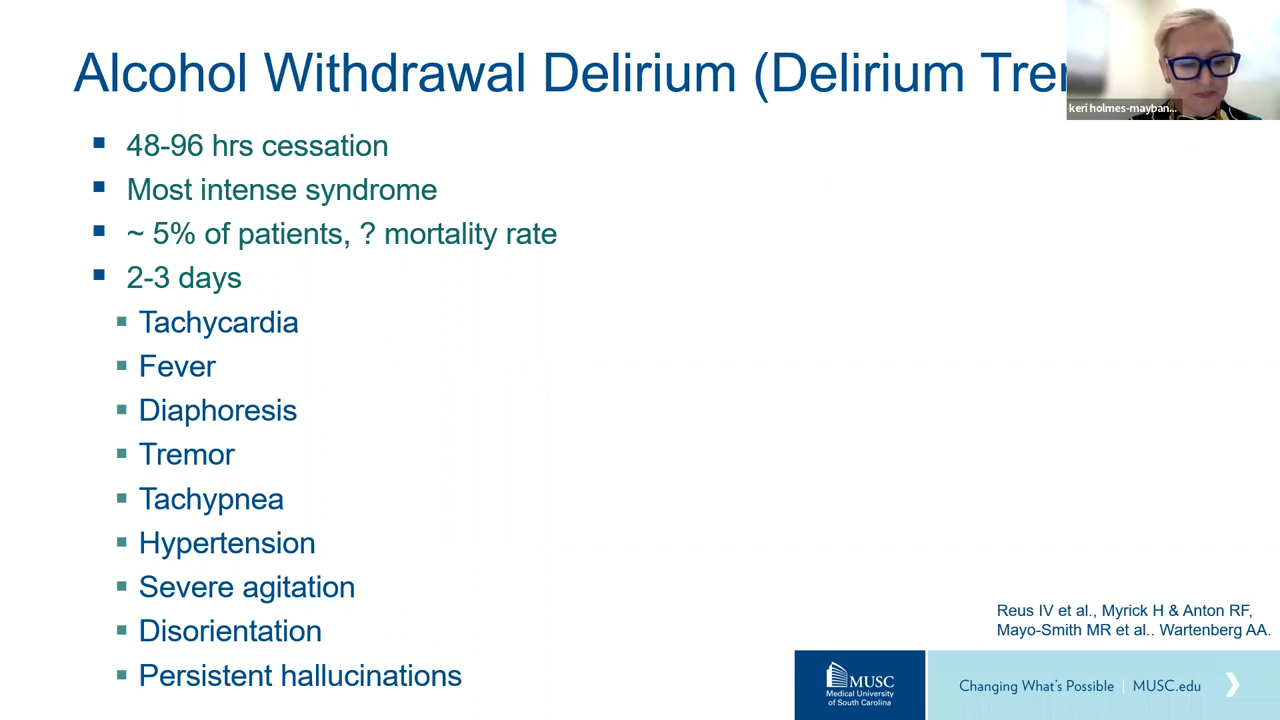 Alcohol Withdrawal Delirium (Delirium Tre
keri holmes-mayban...
48-96 hrs cessation
Most intense syndrome
~ 5% of patients, ? mortality rate
2-3 days
Tachycardia
Fever
Diaphoresis
Tremor
Tachypnea
Hypertension
Severe agitation
Disorientation
Persistent hallucinations
Reus IV et al., Myrick H & Anton RF,
Mayo-Smith MR et al.. Wartenberg AA.
MUSC
Medical University
of South Carolina
Changing What's Possible | MUSC.edu